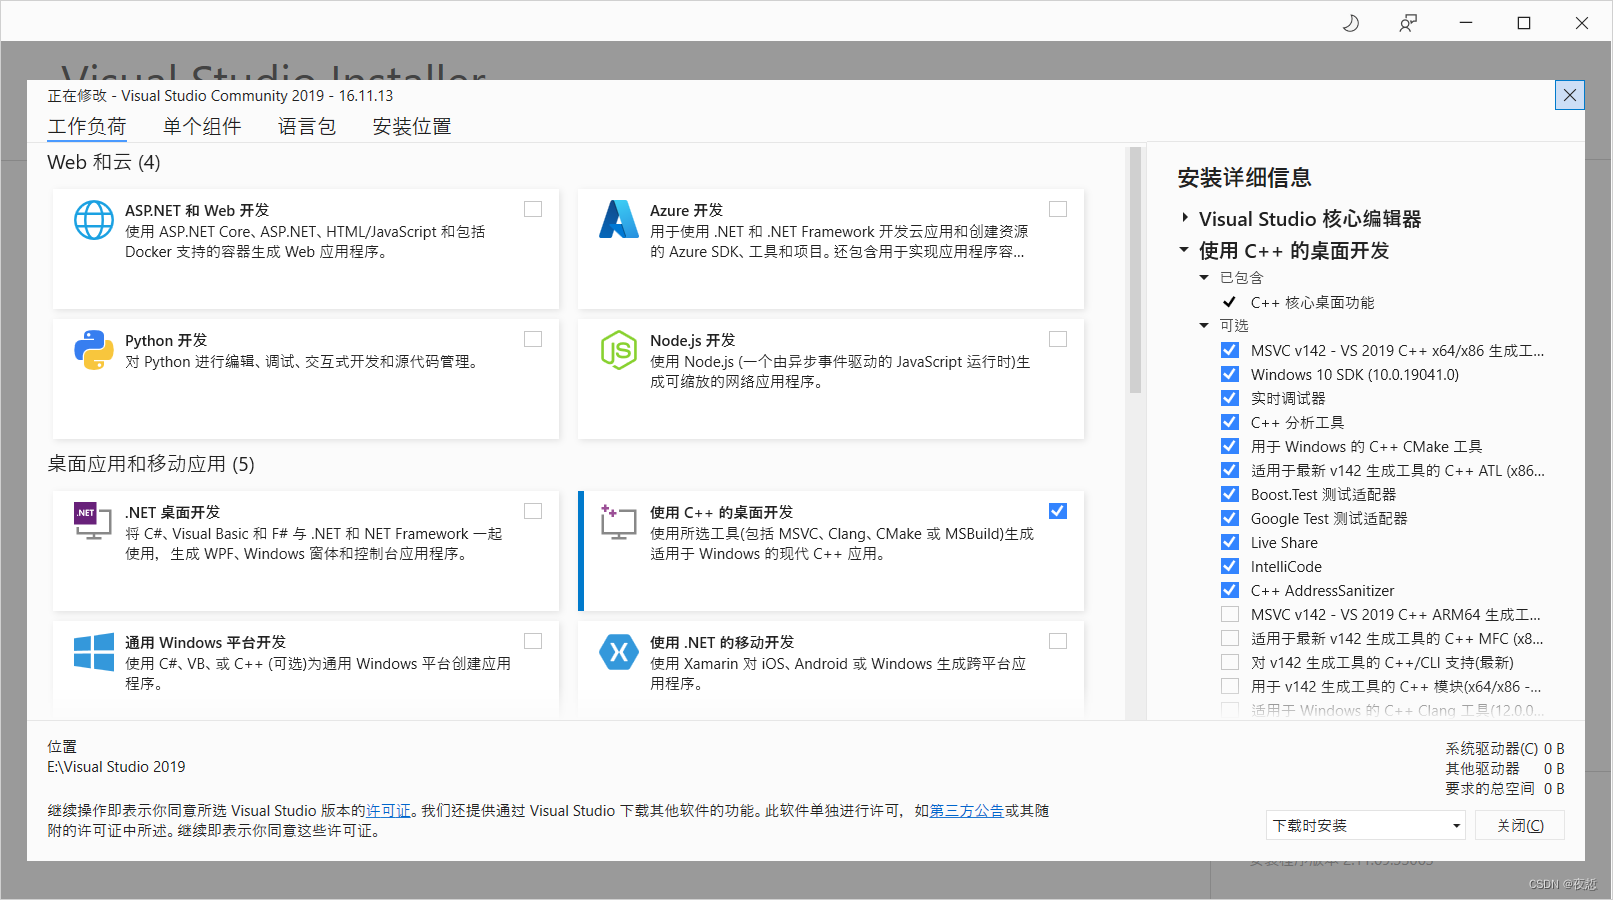 Visual Studio Installer
正在修改 - Visual Studio Community 2019 - 16.11.13
工作负荷 单个组件 语言包 安装位置
Web 和云 (4)
ASP.NET 和 Web 开发
使用 ASP.NET Core、ASP.NET、HTML/JavaScript 和包括
Docker 支持的容器生成 Web 应用程序。
Azure 开发
用于使用 .NET 和 .NET Framework 开发云应用和创建资源
的 Azure SDK、工具和项目。还包含用于实现应用程序容...
Python 开发
对 Python 进行编辑、调试、交互式开发和源代码管理。
Node.js 开发
使用 Node.js (一个由异步事件驱动的 JavaScript 运行时)生
成可缩放的网络应用程序。
桌面应用和移动应用 (5)
.NET
.NET 桌面开发
将 C#、Visual Basic 和 F# 与 .NET 和 NET Framework 一起
使用，生成 WPF、Windows 窗体和控制台应用程序。
使用 C++ 的桌面开发
使用所选工具(包括 MSVC、Clang、CMake 或 MSBuild)生成
适用于 Windows 的现代 C++ 应用。
通用 Windows 平台开发
使用 C#、VB、或 C++ (可选)为通用 Windows 平台创建应用
程序。
使用 .NET 的移动开发
使用 Xamarin 对 iOS、Android 或 Windows 生成跨平台应
用程序。
安装详细信息
Visual Studio 核心编辑器
使用 C++ 的桌面开发
已包含
C++ 核心桌面功能
可选
MSVC v142 - VS 2019 C++ x64/x86 生成工...
Windows 10 SDK (10.0.19041.0)
实时调试器
C++ 分析工具
用于 Windows 的 C++ CMake 工具
适用于最新 v142 生成工具的 C++ ATL (x86...
Boost.Test 测试适配器
Google Test 测试适配器
Live Share
IntelliCode
C++ AddressSanitizer
MSVC v142 - VS 2019 C++ ARM64 生成工...
适用于最新 v142 生成工具的 C++ MFC (x8...
对 v142 生成工具的 C++/CLI 支持(最新)
用于 v142 生成工具的 C++ 模块(x64/x86 -...
适用于 Windows 的 C++ Clang 工具(12.0.0...
位置
E:\Visual Studio 2019
继续操作即表示你同意所选 Visual Studio 版本的许可证。我们还提供通过 Visual Studio 下载其他软件的功能。此软件单独进行许可，如第三方公告或其随
附的许可证中所述。继续即表示你同意这些许可证。
系统驱动器(C) 0 B
其他驱动器 0 B
要求的总空间 0 B
下载时安装 关闭(C)